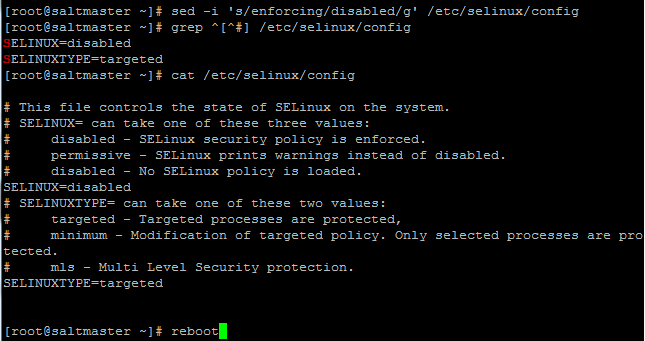 [root@saltmaster ~]# sed -i 's/enforcing/disabled/g' /etc/selinux/config
[root@saltmaster ~]# grep ^[^#] /etc/selinux/config
SELINUX=disabled
SELINUXTYPE=targeted
[root@saltmaster ~]# cat /etc/selinux/config

# This file controls the state of SELinux on the system.
# SELINUX= can take one of these three values:
#     disabled - SELinux security policy is enforced.
#     permissive - SELinux prints warnings instead of disabled.
#     disabled - No SELinux policy is loaded.
SELINUX=disabled
# SELINUXTYPE= can take one of these two values:
#     targeted - Targeted processes are protected,
#     minimum - Modification of targeted policy. Only selected processes are pro
tected.
#     mls - Multi Level Security protection.
SELINUXTYPE=targeted

[root@saltmaster ~]# reboot